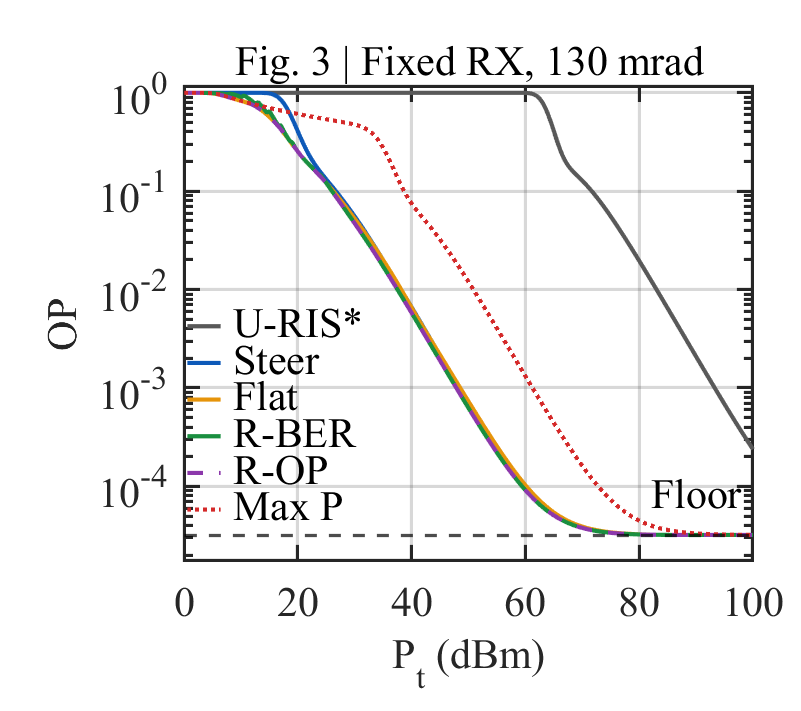 Fig. 3 | Fixed RX, 130 mrad
10^0
10^-1
10^-2
10^-3
10^-4
OP
U-RIS*
Steer
Flat
R-BER
R-OP
Max P
Floor
0 20 40 60 80 100
P_t (dBm)